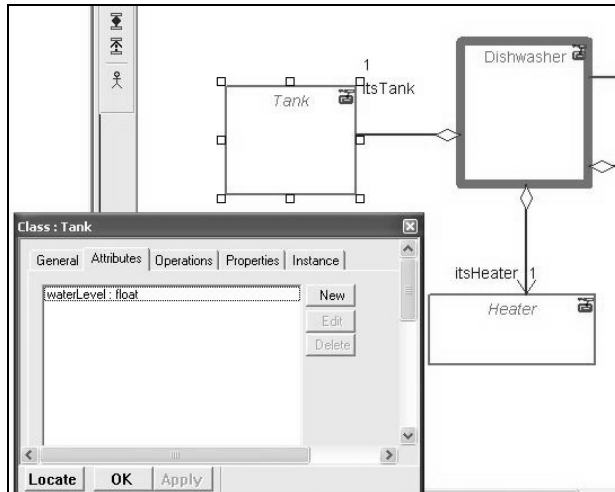 1
itsTank
Tank
Dishwasher
itsHeater 1
Heater
Class : Tank
General Attributes Operations Properties Instance
waterLevel : float
New
Edit
Delete
Locate OK Apply